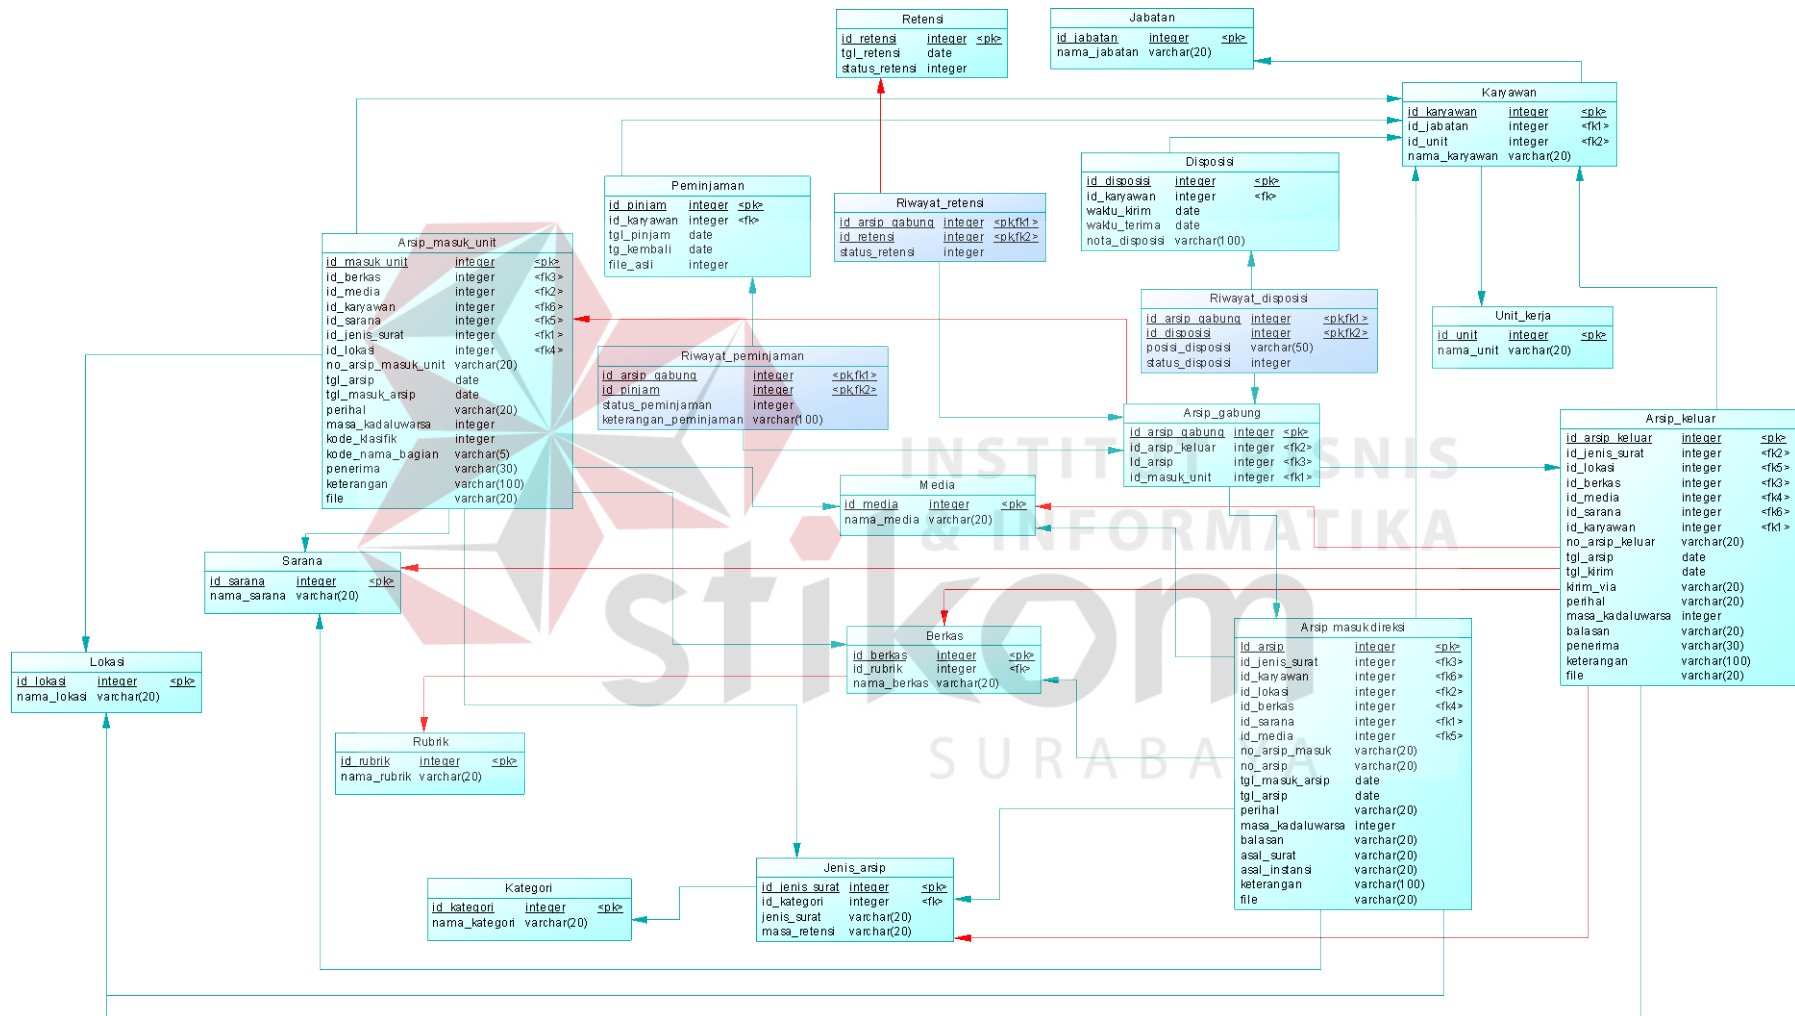 Retensi
id_retensi integer <pk>
tgl_retensi date
status_retensi integer
Jabatan
id_jabatan integer <pk>
nama_jabatan varchar(20)
Karyawan
id_karyawan integer <pk>
id_jabatan integer <fk1>
id_unit integer <fk2>
nama_karyawan varchar(20)
Disposisi
id_disposisi integer <pk>
id_karyawan integer <fk>
waktu_kirim date
waktu_terima date
nota_disposisi varchar(100)
Peminjaman
id_pinjam integer <pk>
id_karyawan integer <fk>
tgl_pinjam date
tg_kembali date
file_asli integer
Riwayat_retensi
id_arsip_gabung integer <pk,fk1>
id_retensi integer <pk,fk2>
status_retensi integer
Arsip_masuk_unit
id_masuk_unit integer <pk>
id_berkas integer <fk3>
id_media integer <fk2>
id_karyawan integer <fk6>
id_sarana integer <fk5>
id_jenis_surat integer <fk1>
id_lokasi integer <fk4>
no_arsip_masuk_unit varchar(20)
tgl_arsip date
tgl_masuk_arsip date
perihal varchar(20)
masa_kadaluwarsa integer
kode_klasifik integer
kode_nama_bagian varchar(5)
penerima varchar(30)
keterangan varchar(100)
file varchar(20)
Riwayat_disposisi
id_arsip_gabung integer <pk,fk1>
id_disposisi integer <pk,fk2>
posisi_disposisi varchar(50)
status_disposisi integer
Unit_kerja
id_unit integer <pk>
nama_unit varchar(20)
Riwayat_peminjaman
id_arsip_gabung integer <pk,fk1>
id_pinjam integer <pk,fk2>
status_peminjaman integer
keterangan_peminjaman varchar(100)
Arsip_gabung
id_arsip_gabung integer <pk>
id_arsip_keluar integer <fk2>
Id_arsip integer <fk3>
id_masuk_unit integer <fk1>
Arsip_keluar
id_arsip_keluar integer <pk>
id_jenis_surat integer <fk2>
id_lokasi integer <fk5>
id_berkas integer <fk3>
id_media integer <fk4>
id_sarana integer <fk6>
id_karyawan integer <fk1>
no_arsip_keluar varchar(20)
tgl_arsip date
tgl_kirim date
kirim_via varchar(20)
perihal varchar(20)
masa_kadaluwarsa integer
balasan varchar(20)
penerima varchar(30)
keterangan varchar(100)
file varchar(20)
Media
id_media integer <pk>
nama_media varchar(20)
Sarana
id_sarana integer <pk>
nama_sarana varchar(20)
Berkas
id_berkas integer <pk>
id_rubrik integer <fk>
nama_berkas varchar(20)
Arsip masuk direksi
Id_arsip integer <pk>
id_jenis_surat integer <fk3>
id_karyawan integer <fk6>
id_lokasi integer <fk2>
id_berkas integer <fk4>
id_sarana integer <fk1>
id_media integer <fk5>
no_arsip_masuk varchar(20)
no_arsip varchar(20)
tgl_masuk_arsip date
tgl_arsip date
perihal varchar(20)
masa_kadaluwarsa integer
balasan varchar(20)
asal_surat varchar(20)
asal_instansi varchar(20)
keterangan varchar(100)
file varchar(20)
Lokasi
id_lokasi integer <pk>
nama_lokasi varchar(20)
Rubrik
id_rubrik integer <pk>
nama_rubrik varchar(20)
Jenis_arsip
id_jenis_surat integer <pk>
id_kategori integer <fk>
jenis_surat varchar(20)
masa_retensi varchar(20)
Kategori
id_kategori integer <pk>
nama_kategori varchar(20)
INSTITUT BISNIS
& INFORMATIKA
stikom
SURABAYA